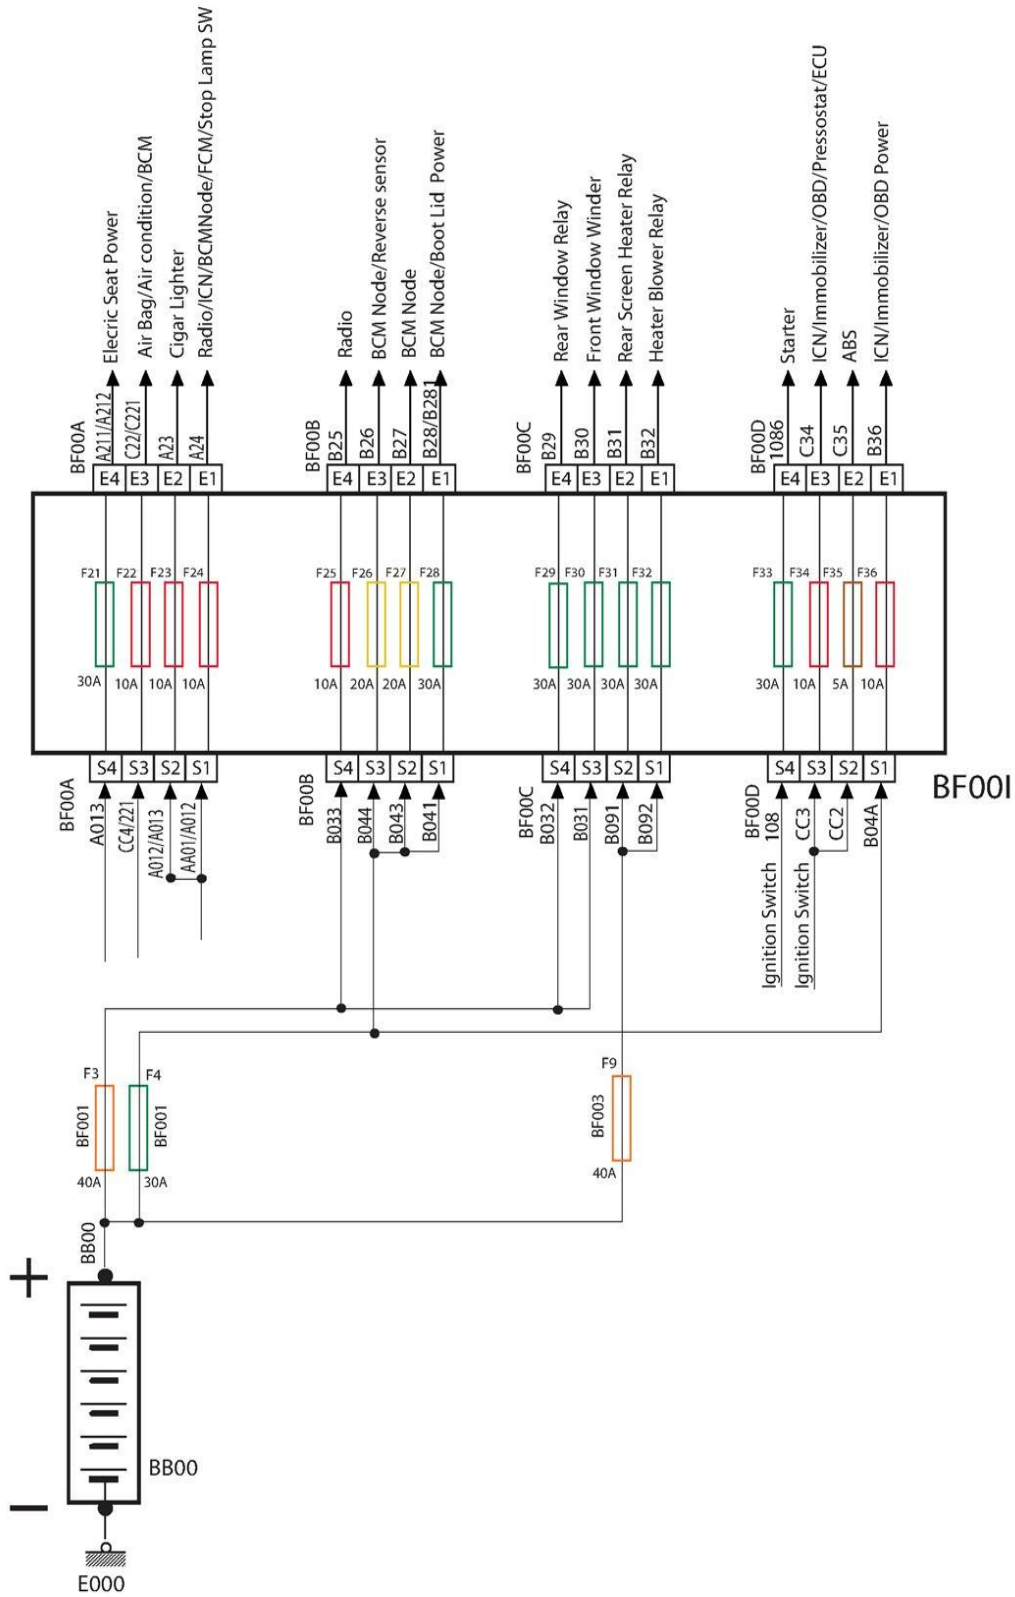 Elecric Seat Power
Air Bag/Air condition/BCM
Cigar Lighter
Radio/ICN/BCMNode/FCM/Stop Lamp SW
Radio
BCM Node/Reverse sensor
BCM Node
BCM Node/Boot Lid Power
Rear Window Relay
Front Window Winder
Rear Screen Heater Relay
Heater Blower Relay
Starter
ICN/Immobilizer/OBD/Pressostat/ECU
ABS
ICN/Immobilizer/OBD Power
BF00A
A211/A212
C22/C221
A23
A24
BF00B
B25
B26
B27
B28/B281
BF00C
B29
B30
B31
B32
BF00D
1086
C34
C35
B36
E4 E3 E2 E1
E4 E3 E2 E1
E4 E3 E2 E1
E4 E3 E2 E1
F21 F22 F23 F24
F25 F26 F27 F28
F29 F30 F31 F32
F33 F34 F35 F36
30A 10A 10A 10A
10A 20A 20A 30A
30A 30A 30A 30A
30A 10A 5A 10A
S4 S3 S2 S1
S4 S3 S2 S1
S4 S3 S2 S1
S4 S3 S2 S1
BF00I
BF00A
A013
CC4/221
A012/A013
AA01/A012
BF00B
B033
B044
B043
B041
BF00C
B032
B031
B091
B092
BF00D
Ignition Switch 108
Ignition Switch CC3
CC2
B04A
F3
BF001
40A
F4
BF001
30A
F9
BF003
40A
BB00
+
BB00
−
E000